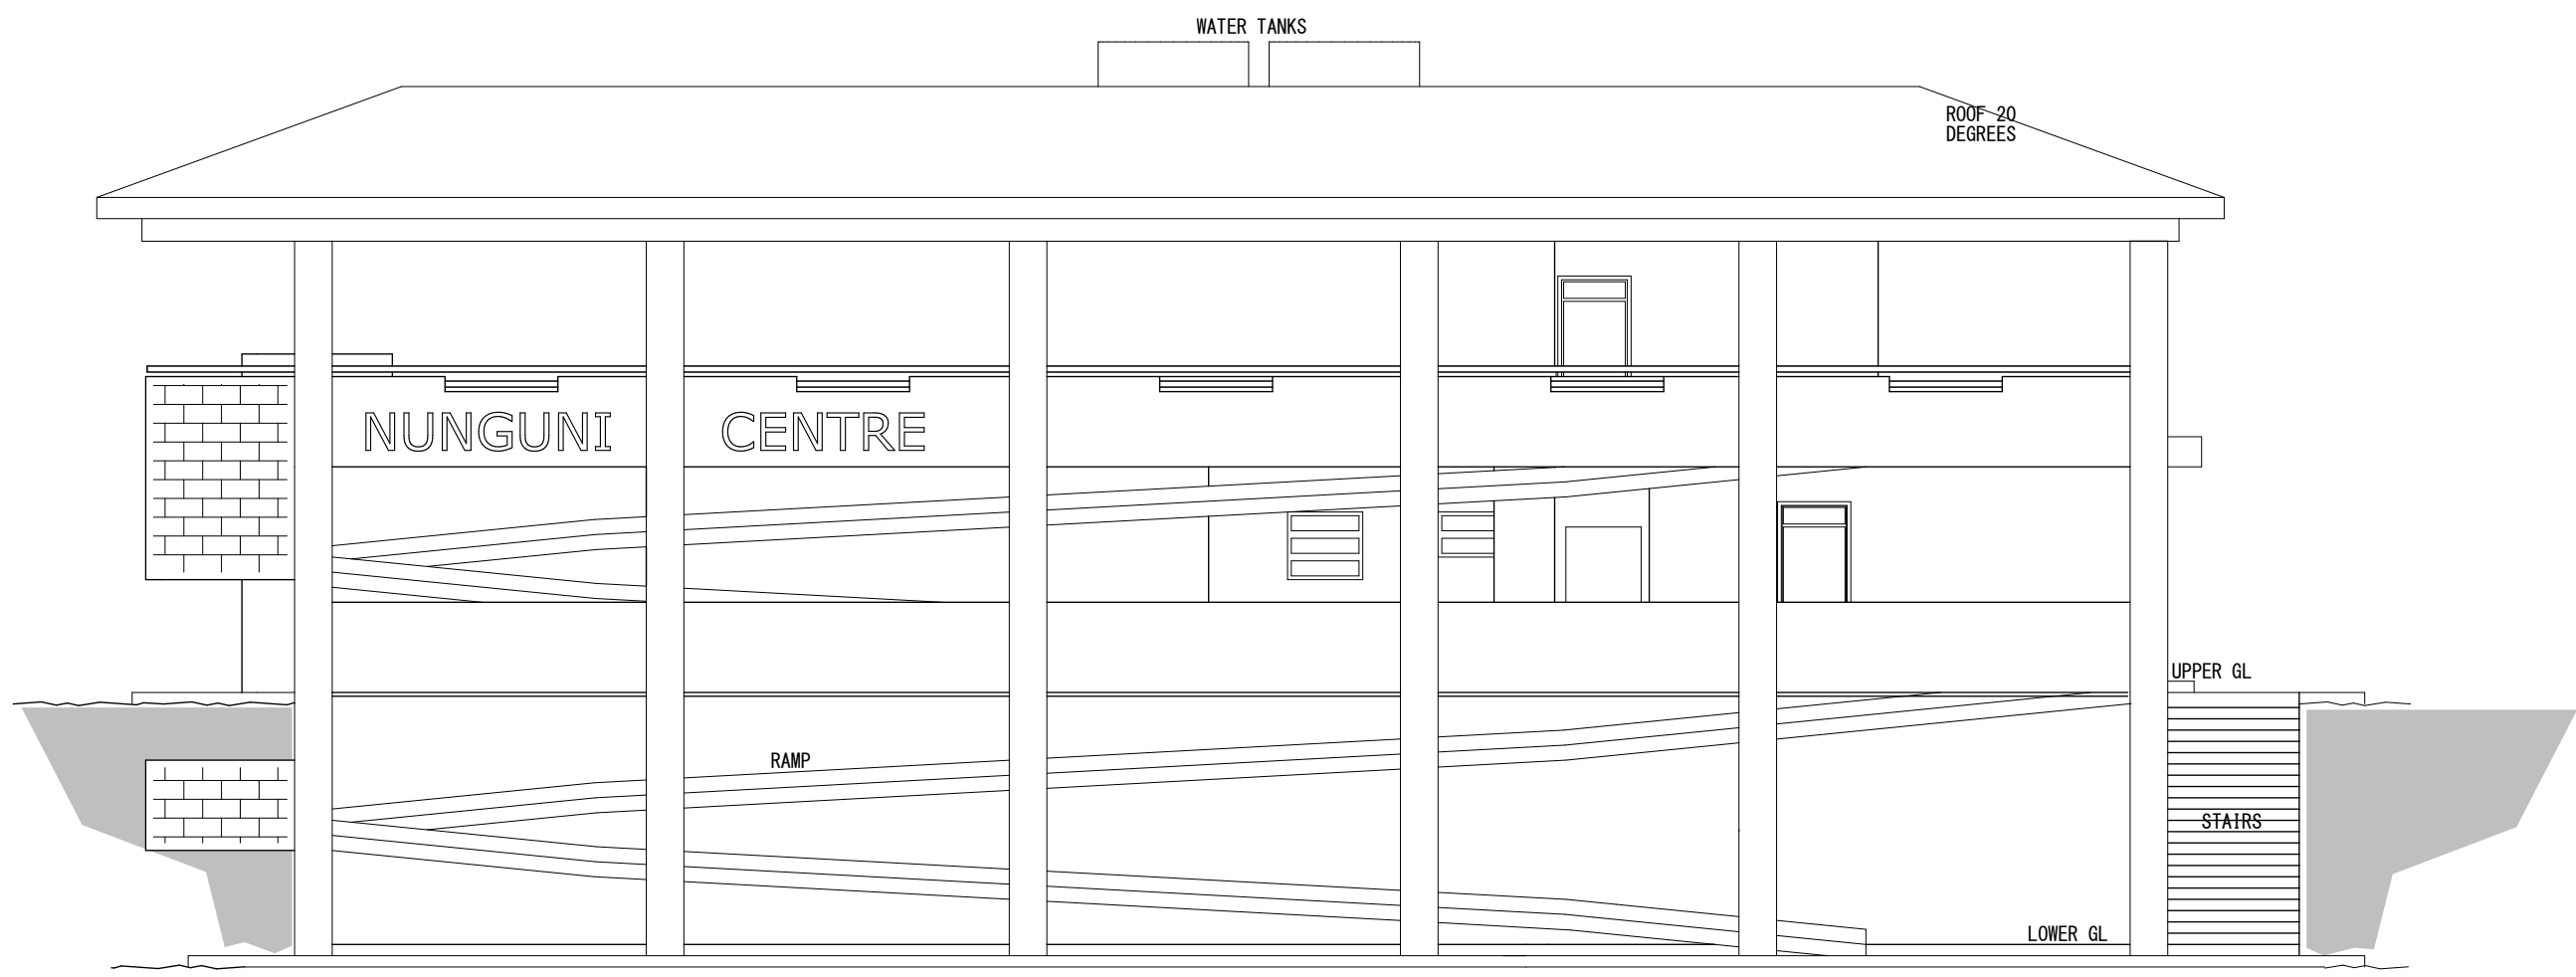 WATER TANKS
ROOF 20
DEGREES
NUNGUNI CENTRE
UPPER GL
RAMP
STAIRS
LOWER GL